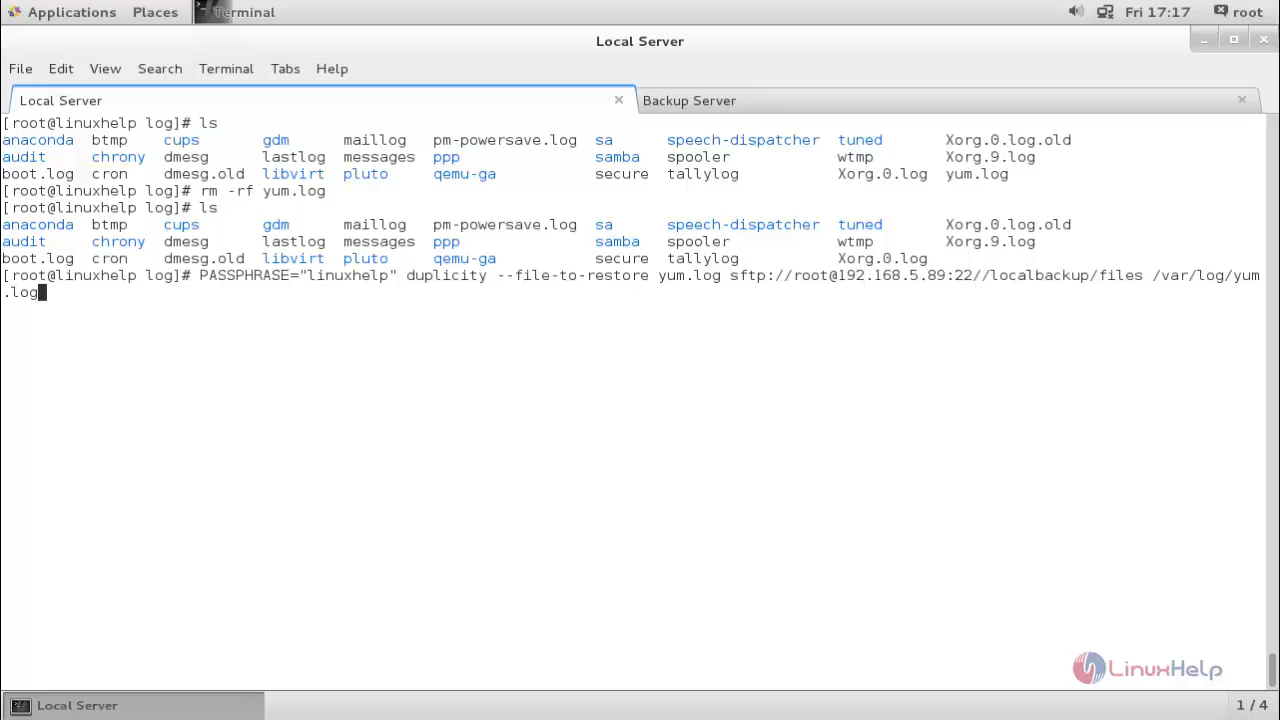 Applications Places Terminal Fri 17:17 root
Local Server
File Edit View Search Terminal Tabs Help
Local Server × Backup Server ×
[root@linuxhelp log]# ls
anaconda btmp cups gdm maillog pm-powersave.log sa speech-dispatcher tuned Xorg.0.log.old
audit chrony dmesg lastlog messages ppp samba spooler wtmp Xorg.9.log
boot.log cron dmesg.old libvirt pluto qemu-ga secure tallylog Xorg.0.log yum.log
[root@linuxhelp log]# rm -rf yum.log
[root@linuxhelp log]# ls
anaconda btmp cups gdm maillog pm-powersave.log sa speech-dispatcher tuned Xorg.0.log.old
audit chrony dmesg lastlog messages ppp samba spooler wtmp Xorg.9.log
boot.log cron dmesg.old libvirt pluto qemu-ga secure tallylog Xorg.0.log
[root@linuxhelp log]# PASSPHRASE="linuxhelp" duplicity --file-to-restore yum.log sftp://root@192.168.5.89:22//localbackup/files /var/log/yum
.log
LinuxHelp
Local Server 1 / 4